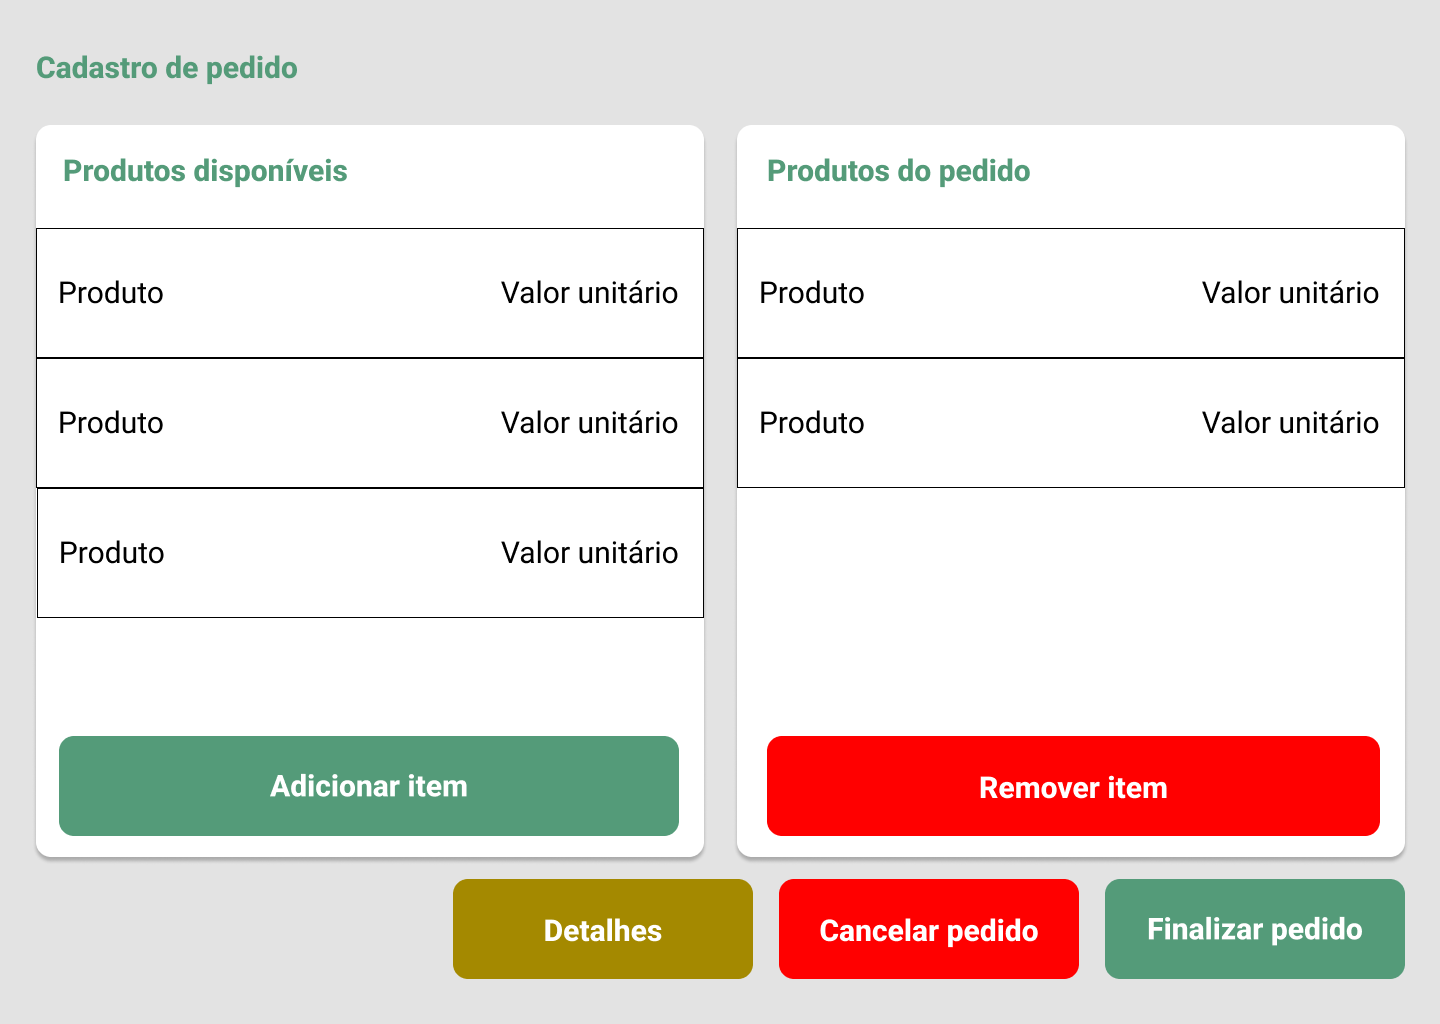 Cadastro de pedido
Produtos disponíveis
Produto Valor unitário
Produto Valor unitário
Produto Valor unitário
Adicionar item
Produtos do pedido
Produto Valor unitário
Produto Valor unitário
Remover item
Detalhes
Cancelar pedido
Finalizar pedido